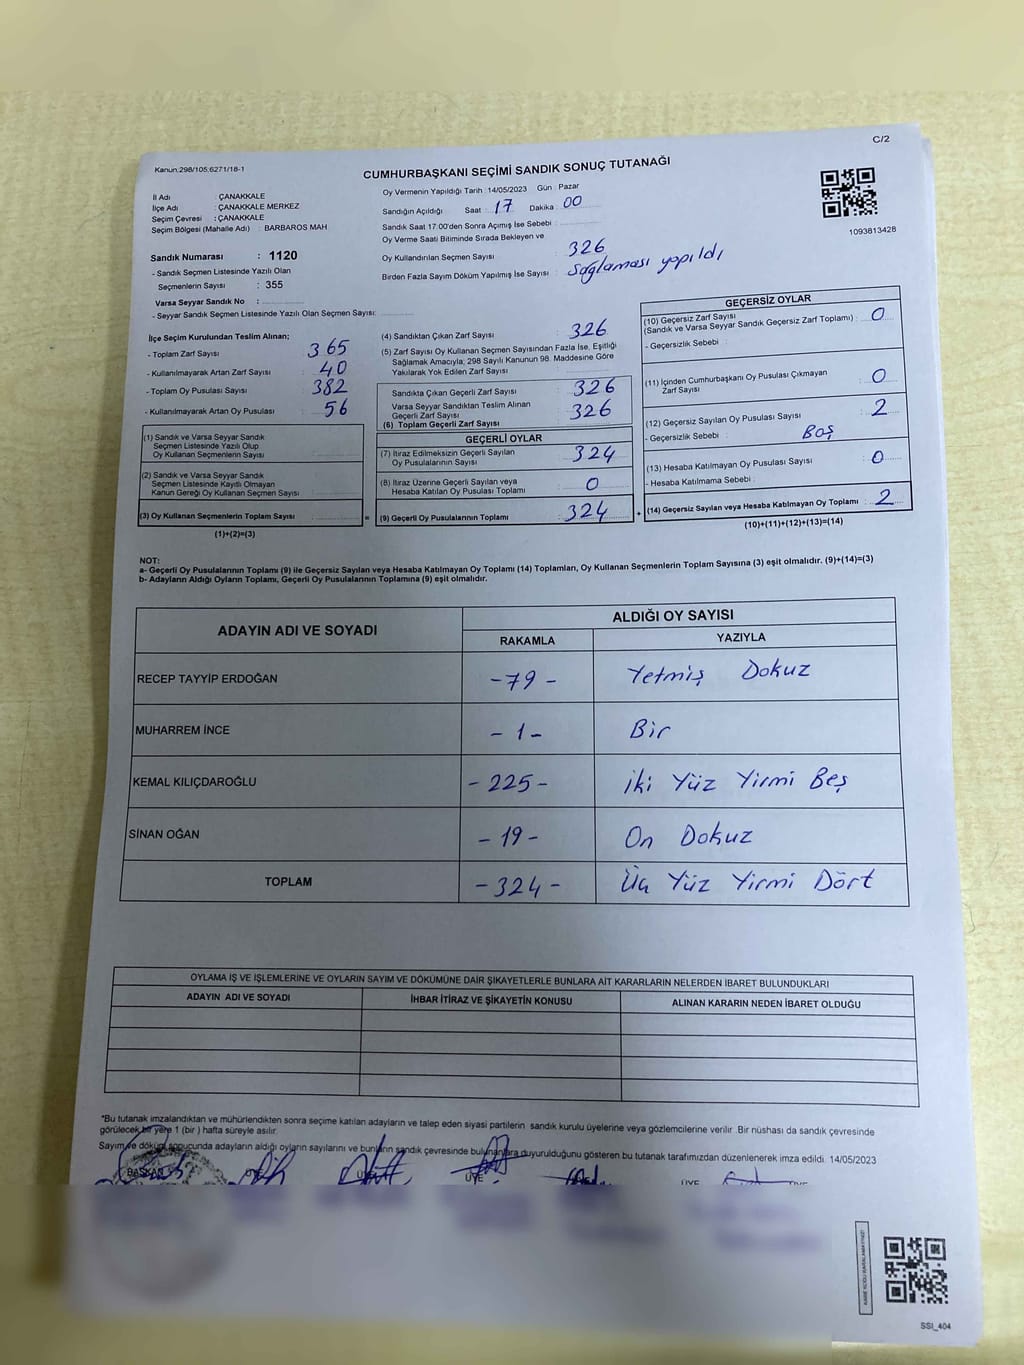 C/2
Kanun:298/105;6271/18-1
CUMHURBAŞKANI SEÇİMİ SANDIK SONUÇ TUTANAĞI
İl Adı : ÇANAKKALE
İlçe Adı : ÇANAKKALE MERKEZ
Seçim Çevresi : ÇANAKKALE
Seçim Bölgesi (Mahalle Adı) : BARBAROS MAH
Sandık Numarası : 1120
- Sandık Seçmen Listesinde Yazılı Olan
Seçmenlerin Sayısı : 355
Varsa Seyyar Sandık No :
- Seyyar Sandık Seçmen Listesinde Yazılı Olan Seçmen Sayısı:
Oy Vermenin Yapıldığı Tarih : 14/05/2023 Gün : Pazar
Sandığın Açıldığı Saat : 17 Dakika : 00
Sandık Saat 17.00'den Sonra Açımış İse Sebebi :
Oy Verme Saati Bitiminde Sırada Bekleyen ve
Oy Kullandırılan Seçmen Sayısı : 326
Birden Fazla Sayım Döküm Yapılmış İse Sayısı : Sağlaması yapıldı
1093813428
İlçe Seçim Kurulundan Teslim Alınan;
- Toplam Zarf Sayısı : 365
- Kullanılmayarak Artan Zarf Sayısı : 40
- Toplam Oy Pusulası Sayısı : 382
- Kullanılmayarak Artan Oy Pusulası : 56
(1) Sandık ve Varsa Seyyar Sandık
Seçmen Listesinde Yazılı Olup
Oy Kullanan Seçmenlerin Sayısı :
(2) Sandık ve Varsa Seyyar Sandık
Seçmen Listesinde Kayıtlı Olmayan
Kanun Gereği Oy Kullanan Seçmen Sayısı :
(3) Oy Kullanan Seçmenlerin Toplam Sayısı :
(1)+(2)=(3)
(4) Sandıktan Çıkan Zarf Sayısı : 326
(5) Zarf Sayısı Oy Kullanan Seçmen Sayısından Fazla İse, Eşitliği
Sağlamak Amacıyla; 298 Sayılı Kanunun 98. Maddesine Göre
Yakılarak Yok Edilen Zarf Sayısı :
Sandıkta Çıkan Geçerli Zarf Sayısı : 326
Varsa Seyyar Sandıktan Teslim Alınan
Geçerli Zarf Sayısı : 326
(6) Toplam Geçerli Zarf Sayısı :
GEÇERLİ OYLAR
(7) İtiraz Edilmeksizin Geçerli Sayılan
Oy Pusulalarının Sayısı : 324
(8) İtiraz Üzerine Geçerli Sayılan veya
Hesaba Katılan Oy Pusulası Toplamı : 0
= (9) Geçerli Oy Pusulalarının Toplamı : 324 +
GEÇERSİZ OYLAR
(10) Geçersiz Zarf Sayısı
(Sandık ve Varsa Seyyar Sandık Geçersiz Zarf Toplamı) : 0
- Geçersizlik Sebebi :
(11) İçinden Cumhurbaşkanı Oy Pusulası Çıkmayan
Zarf Sayısı : 0
(12) Geçersiz Sayılan Oy Pusulası Sayısı : 2
- Geçersizlik Sebebi : BOŞ
(13) Hesaba Katılmayan Oy Pusulası Sayısı : 0
- Hesaba Katılmama Sebebi :
(14) Geçersiz Sayılan veya Hesaba Katılmayan Oy Toplamı : 2
(10)+(11)+(12)+(13)=(14)
NOT:
a- Geçerli Oy Pusulalarının Toplamı (9) ile Geçersiz Sayılan veya Hesaba Katılmayan Oy Toplamı (14) Toplamları, Oy Kullanan Seçmenlerin Toplam Sayısına (3) eşit olmalıdır. (9)+(14)=(3)
b- Adayların Aldığı Oyların Toplamı, Geçerli Oy Pusulalarının Toplamına (9) eşit olmalıdır.
ADAYIN ADI VE SOYADI ALDIĞI OY SAYISI
RAKAMLA YAZIYLA
RECEP TAYYİP ERDOĞAN -79- Yetmiş Dokuz
MUHARREM İNCE -1- Bir
KEMAL KILIÇDAROĞLU -225- İki Yüz Yirmi Beş
SİNAN OĞAN -19- On Dokuz
TOPLAM -324- Üç Yüz Yirmi Dört
OYLAMA İŞ VE İŞLEMLERİNE VE OYLARIN SAYIM VE DÖKÜMÜNE DAİR ŞİKAYETLERLE BUNLARA AİT KARARLARIN NELERDEN İBARET BULUNDUKLARI
ADAYIN ADI VE SOYADI İHBAR İTİRAZ VE ŞİKAYETİN KONUSU ALINAN KARARIN NEDEN İBARET OLDUĞU
*Bu tutanak imzalandıktan ve mühürlendikten sonra seçime katılan adayların ve talep eden siyasi partilerin sandık kurulu üyelerine veya gözlemcilerine verilir .Bir nüshası da sandık çevresinde
görülecek bir yere 1 (bir ) hafta süreyle asılır.
Sayım ve döküm sonucunda adayların aldığı oyların sayılarını ve bunların sandık çevresinde bulunanlara duyurulduğunu gösteren bu tutanak tarafımızdan düzenlenerek imza edildi. 14/05/2023
BAŞKAN ÜYE ÜYE ÜYE ÜYE ÜYE
SSİ_404